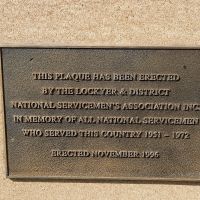 THIS PLAQUE HAS BEEN ERECTED
BY THE LOCKYER & DISTRICT
NATIONAL SERVICEMEN'S ASSOCIATION INC.
IN MEMORY OF ALL NATIONAL SERVICEMEN
WHO SERVED THIS COUNTRY 1951 - 1972
ERECTED NOVEMBER 1996